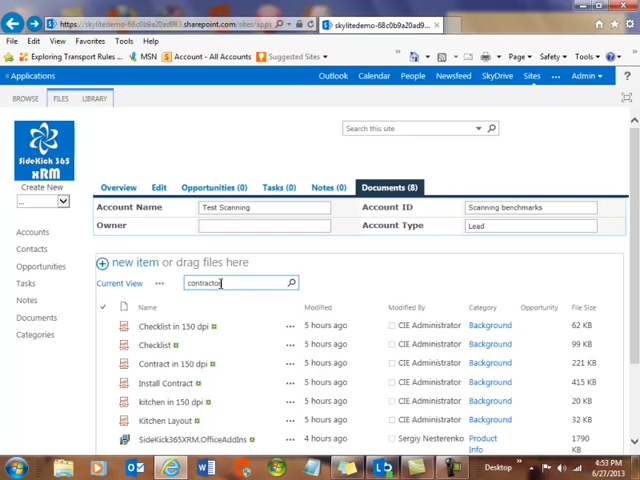 https://skylitedemo-68c0b9a20ad963.sharepoint.com/sites/apps
skylitedemo-68c0b9a20ad9...
File Edit View Favorites Tools Help
Exploring Transport Rules ... MSN Account - All Accounts Suggested Sites
Page Safety Tools
Applications
Outlook Calendar People Newsfeed SkyDrive Sites ... Admin
BROWSE FILES LIBRARY
SideKick 365
xRM
Search this site
Create New
...
Overview Edit Opportunities (0) Tasks (0) Notes (0) Documents (8)
Account Name Test Scanning Account ID Scanning benchmarks
Owner Account Type Lead
Accounts
Contacts
Opportunities
Tasks
Notes
Documents
Categories
new item or drag files here
Current View ... contractor
Name Modified Modified By Category Opportunity File Size
Checklist in 150 dpi ... 5 hours ago CIE Administrator Background 62 KB
Checklist ... 5 hours ago CIE Administrator Background 99 KB
Contract in 150 dpi ... 5 hours ago CIE Administrator Background 221 KB
Install Contract ... 5 hours ago CIE Administrator Background 415 KB
kitchen in 150 dpi ... 5 hours ago CIE Administrator Background 20 KB
Kitchen Layout ... 5 hours ago CIE Administrator Background 32 KB
SideKick365XRM.OfficeAddIns ... 4 hours ago Sergiy Nesterenko Product Info 1790 KB
Desktop
4:53 PM
6/27/2013